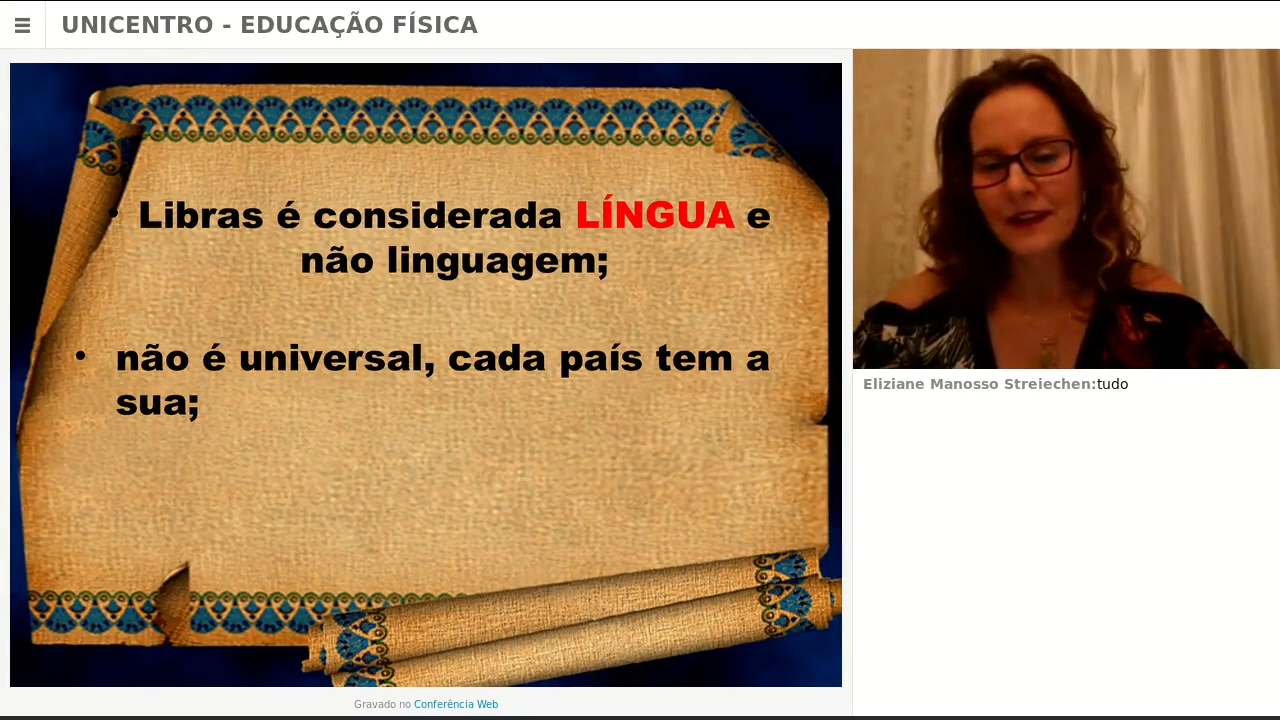 UNICENTRO - EDUCAÇÃO FÍSICA
• Libras é considerada LÍNGUA e
não linguagem;
• não é universal, cada país tem a
sua;
Eliziane Manosso Streiechen:tudo
Gravado no Conferência Web